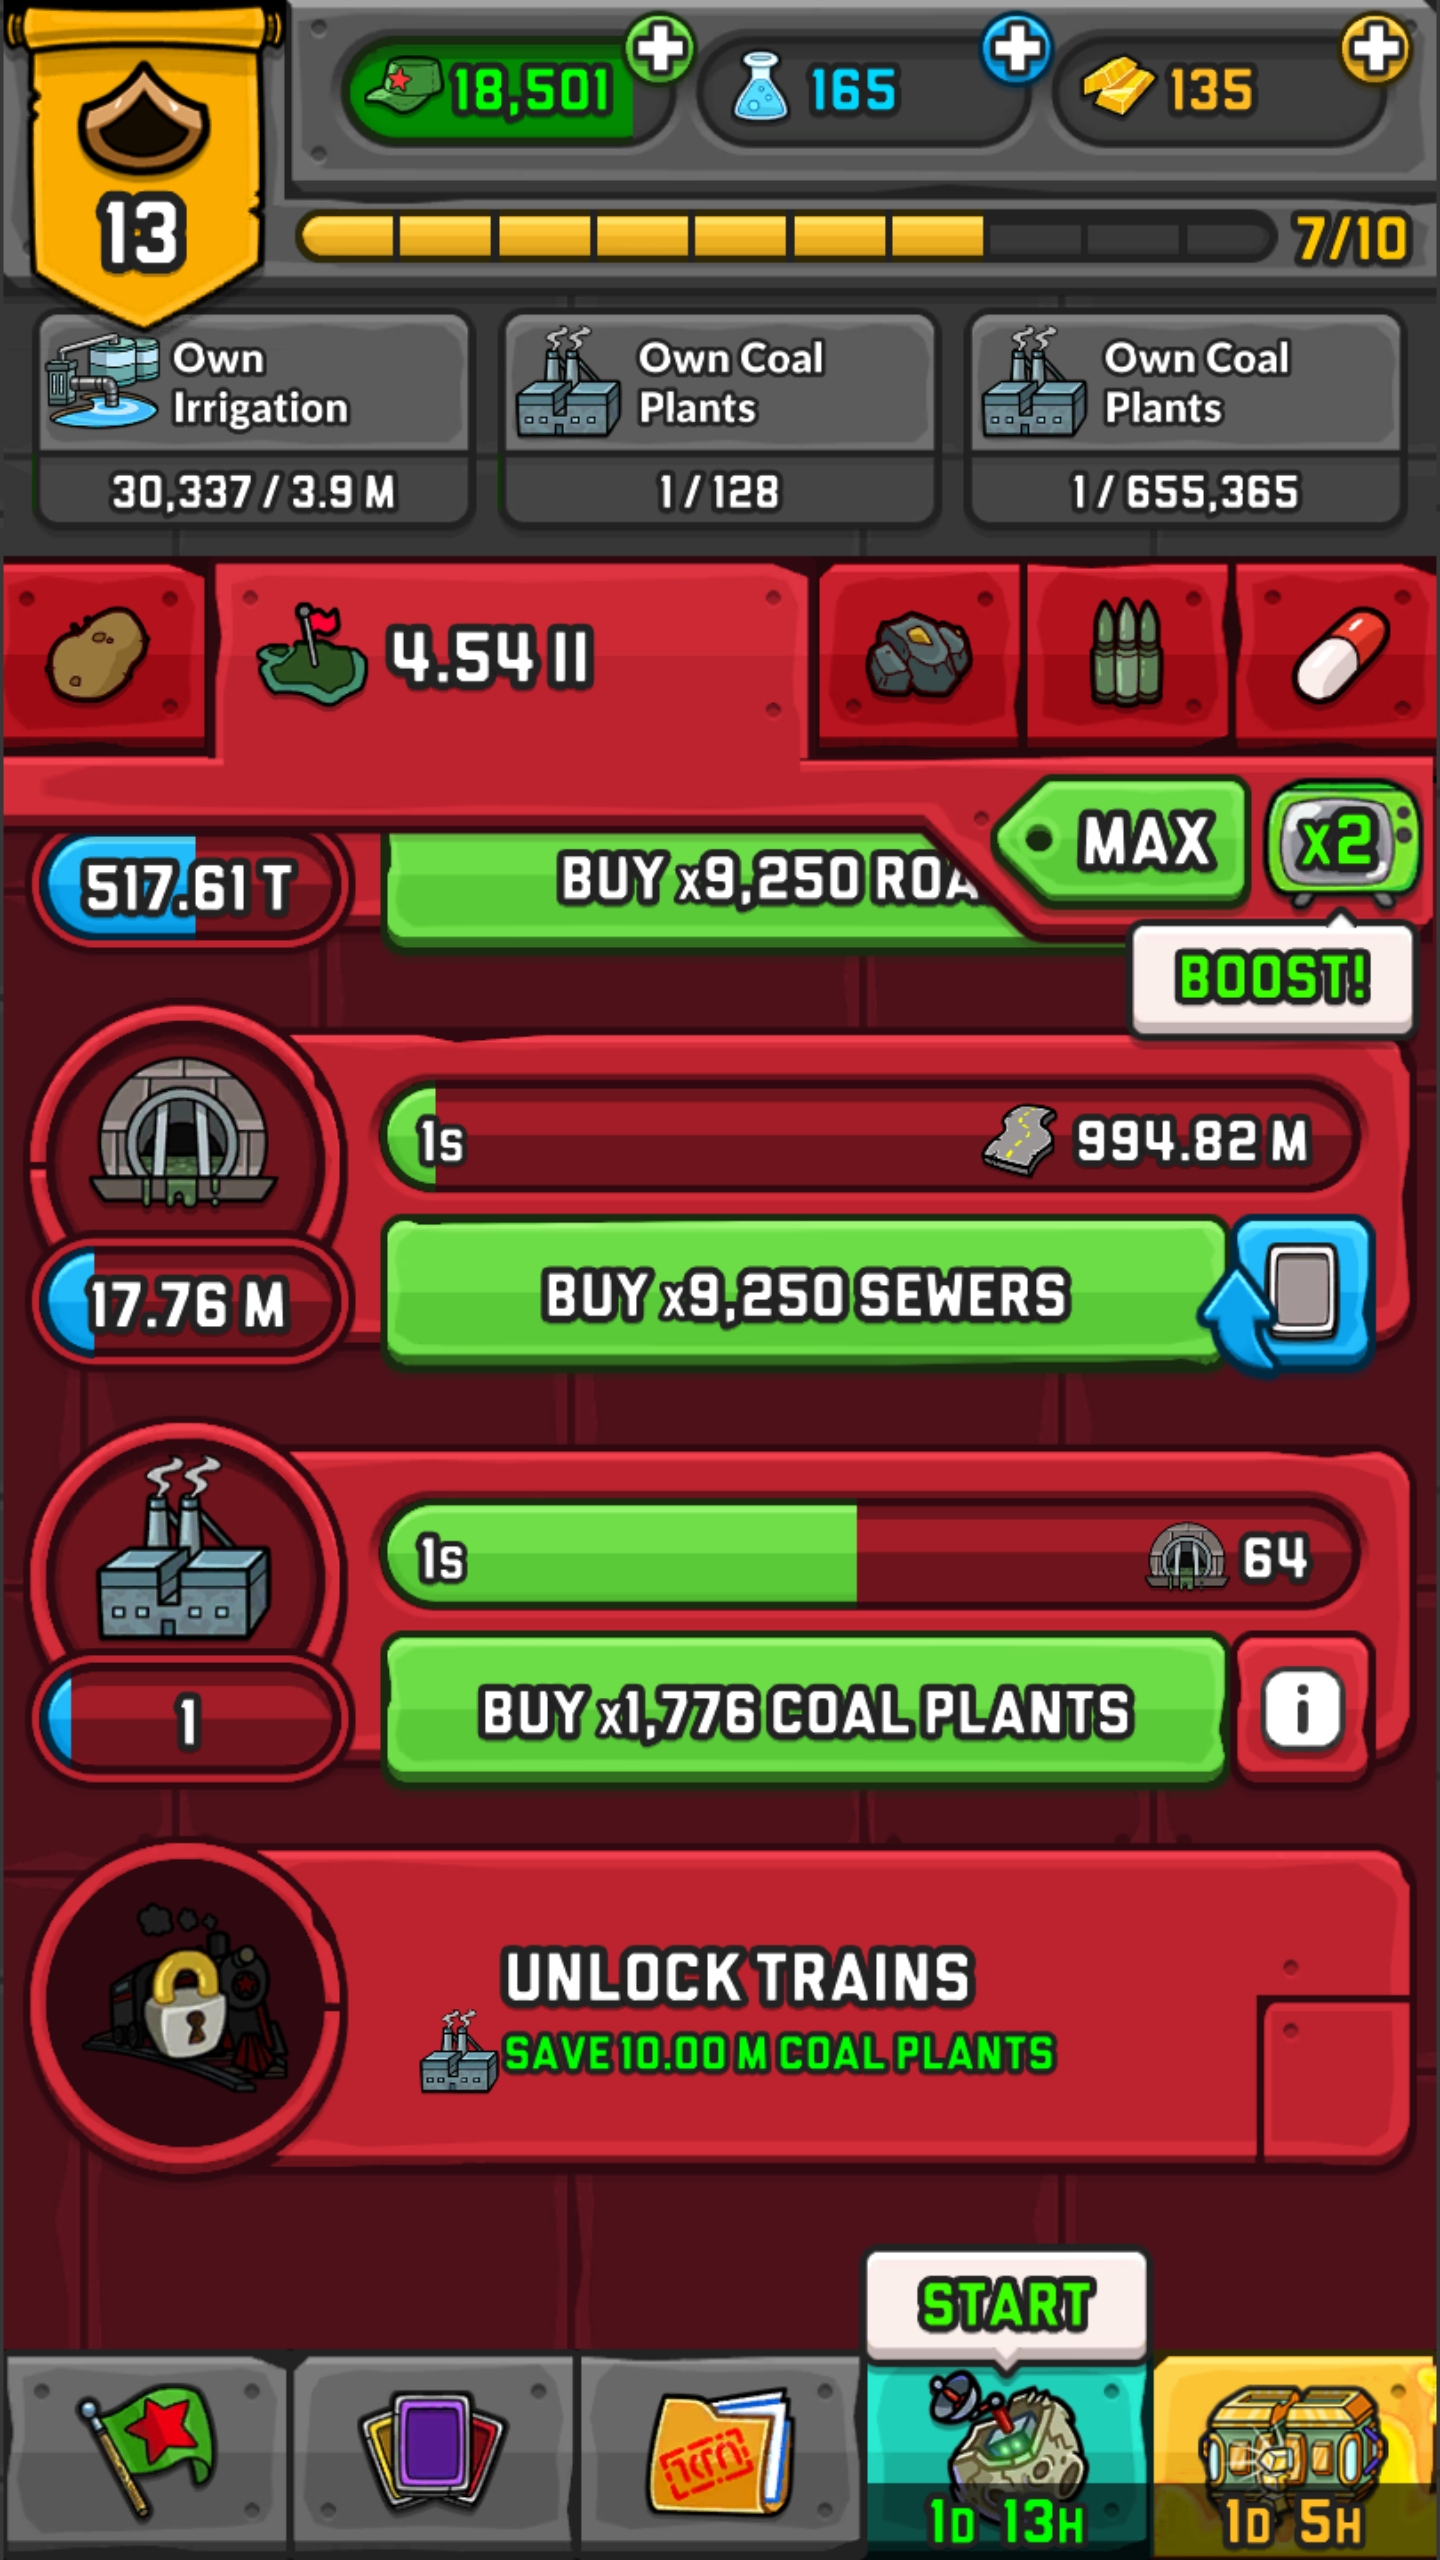 18,501
165
135
13
7/10
Own Irrigation
30,337 / 3.9 M
Own Coal Plants
1 / 128
Own Coal Plants
1 / 655,365
4.54 II
MAX
x2
BOOST!
517.61 T
BUY x9,250 ROA
1s
994.82 M
17.76 M
BUY x9,250 SEWERS
1s
64
1
BUY x1,776 COAL PLANTS
i
UNLOCK TRAINS
SAVE 10.00 M COAL PLANTS
START
1D 13H
1D 5H